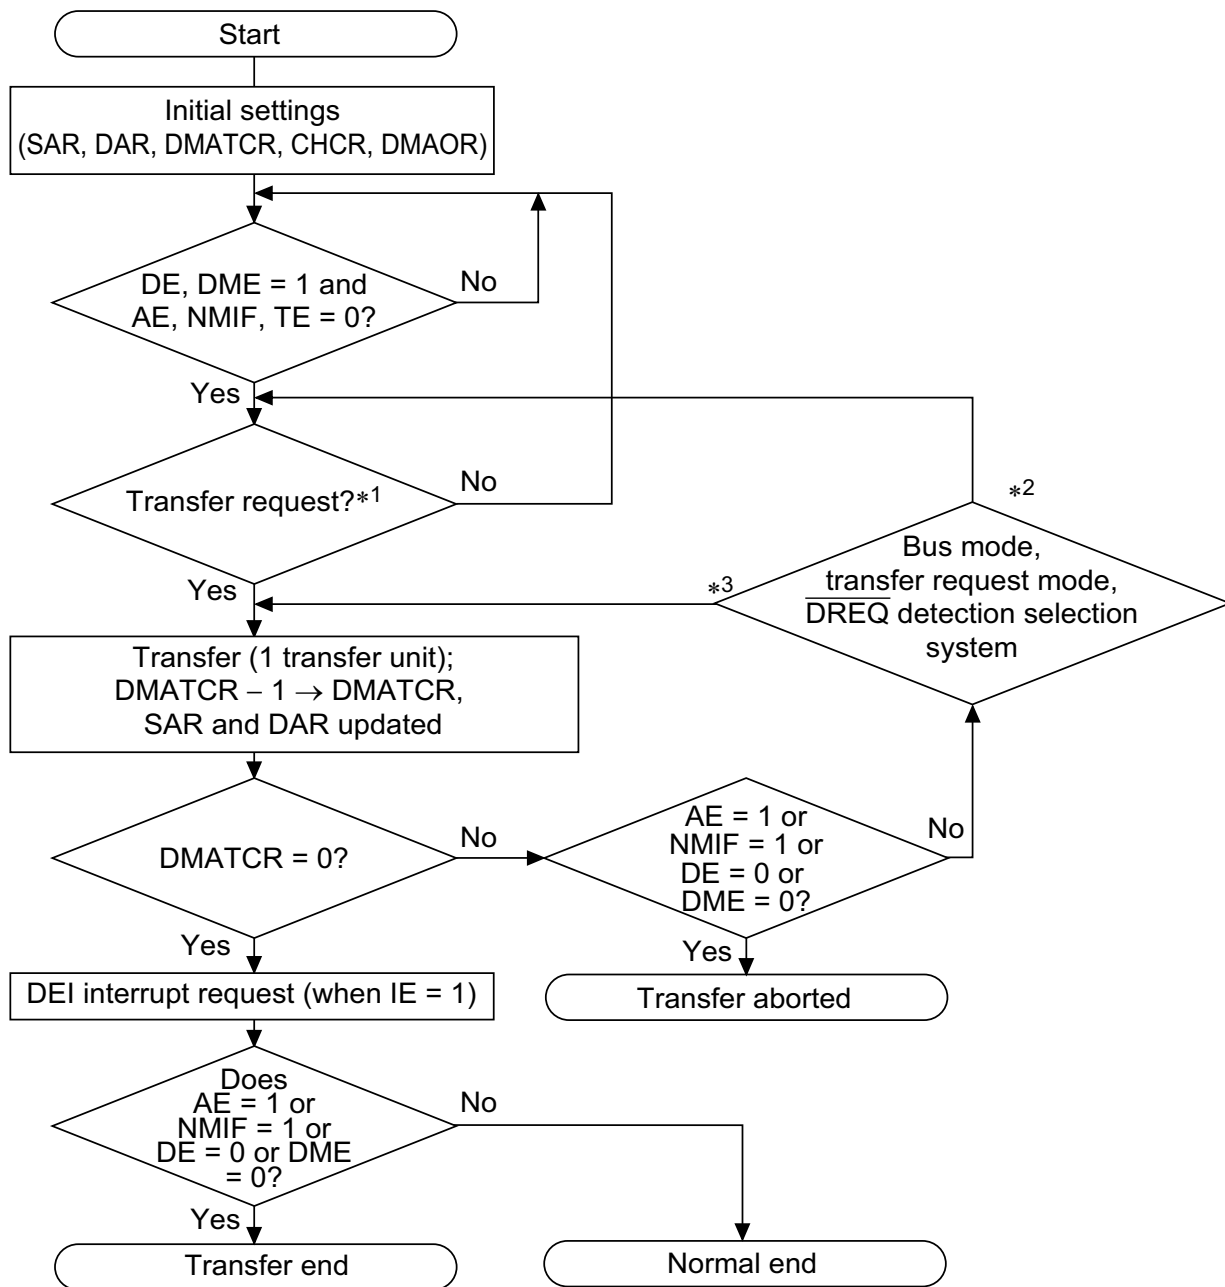 Start
Initial settings
(SAR, DAR, DMATCR, CHCR, DMAOR)
DE, DME = 1 and
AE, NMIF, TE = 0?
No
Yes
Transfer request?*1
No
Yes
*2
Bus mode,
transfer request mode,
DREQ detection selection
system
*3
Transfer (1 transfer unit);
DMATCR – 1 → DMATCR,
SAR and DAR updated
DMATCR = 0?
No
Yes
AE = 1 or
NMIF = 1 or
DE = 0 or
DME = 0?
No
Yes
Transfer aborted
DEI interrupt request (when IE = 1)
Does
AE = 1 or
NMIF = 1 or
DE = 0 or DME
= 0?
No
Yes
Transfer end
Normal end